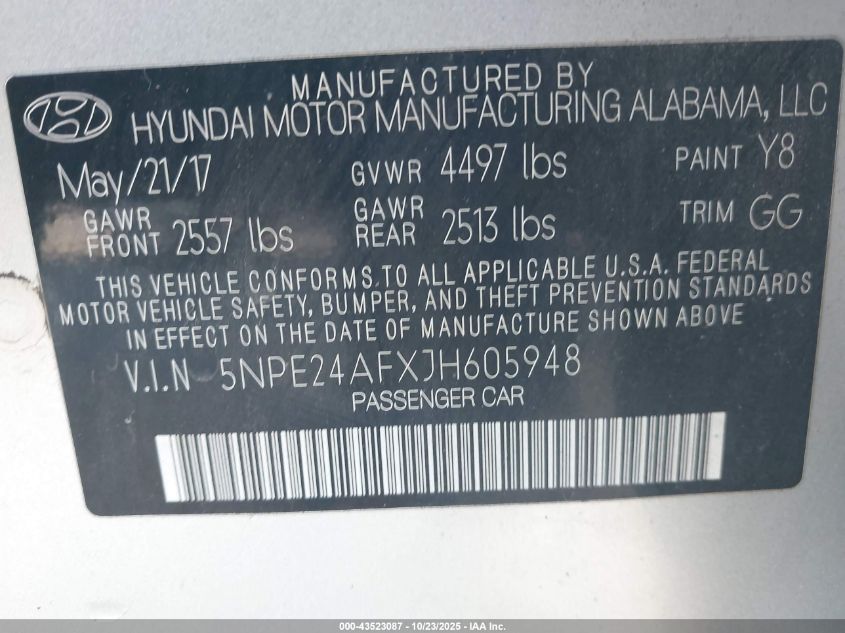 MANUFACTURED BY
HYUNDAI MOTOR MANUFACTURING ALABAMA, LLC
May/21/17 GVWR 4497 lbs PAINT Y8
GAWR FRONT 2557 lbs GAWR REAR 2513 lbs TRIM GG
THIS VEHICLE CONFORMS TO ALL APPLICABLE U.S.A. FEDERAL
MOTOR VEHICLE SAFETY, BUMPER, AND THEFT PREVENTION STANDARDS
IN EFFECT ON THE DATE OF MANUFACTURE SHOWN ABOVE
V.I.N 5NPE24AFXJH605948
PASSENGER CAR
000-43523087 - 10/23/2025 - IAA Inc.